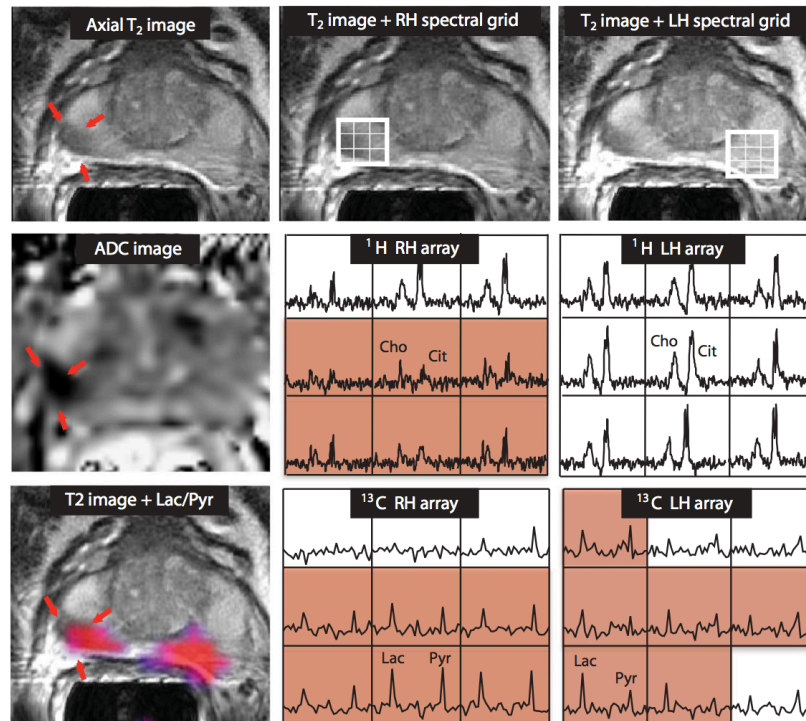 Axial T₂ image
T₂ image + RH spectral grid
T₂ image + LH spectral grid
ADC image
¹H RH array
¹H LH array
Cho
Cit
Cho
Cit
T2 image + Lac/Pyr
¹³C RH array
¹³C LH array
Lac
Pyr
Lac
Pyr